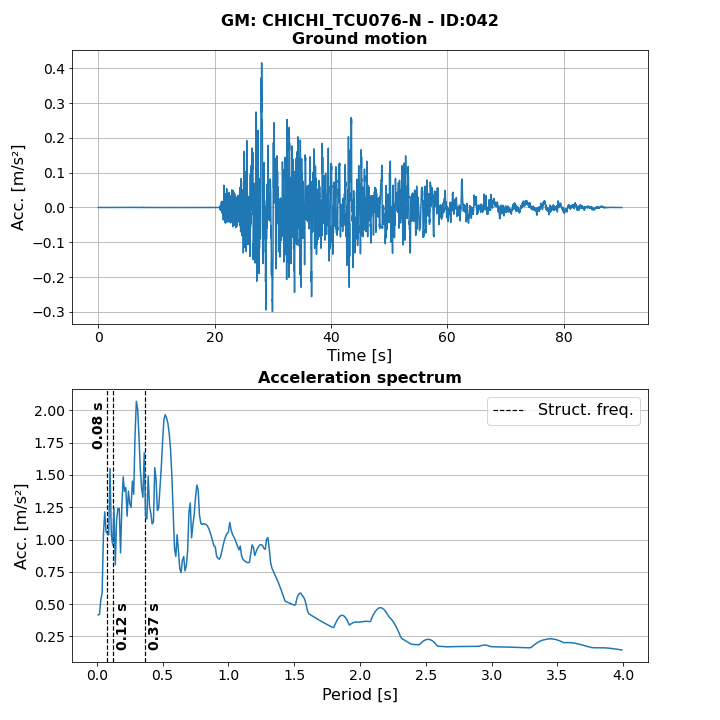 GM: CHICHI_TCU076-N - ID:042
Ground motion
Acc. [m/s²]
0.4
0.3
0.2
0.1
0.0
−0.1
−0.2
−0.3
0
20
40
60
80
Time [s]
Acceleration spectrum
Acc. [m/s²]
2.00
1.75
1.50
1.25
1.00
0.75
0.50
0.25
Struct. freq.
0.08 s
0.12 s
0.37 s
0.0
0.5
1.0
1.5
2.0
2.5
3.0
3.5
4.0
Period [s]